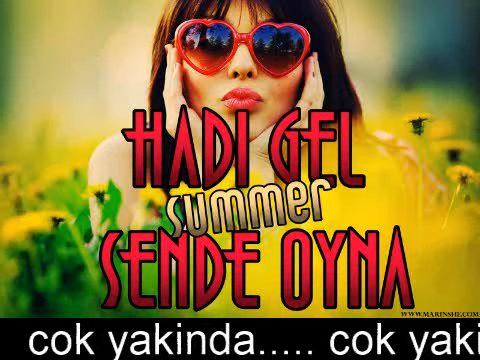 HADI GEL
summer
SENDE OYNA
WWW.MARINSHE.COM
cok yakinda..... cok yaki